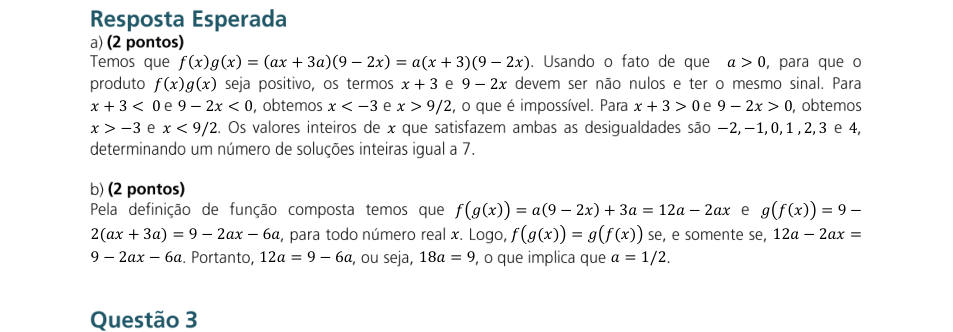 Resposta Esperada
a) (2 pontos)
Temos que f(x)g(x) = (ax + 3a)(9 − 2x) = a(x + 3)(9 − 2x). Usando o fato de que a > 0, para que o
produto f(x)g(x) seja positivo, os termos x + 3 e 9 − 2x devem ser não nulos e ter o mesmo sinal. Para
x + 3 < 0 e 9 − 2x < 0, obtemos x < −3 e x > 9/2, o que é impossível. Para x + 3 > 0 e 9 − 2x > 0, obtemos
x > −3 e x < 9/2. Os valores inteiros de x que satisfazem ambas as desigualdades são −2, −1, 0, 1 , 2, 3 e 4,
determinando um número de soluções inteiras igual a 7.
b) (2 pontos)
Pela definição de função composta temos que f(g(x)) = a(9 − 2x) + 3a = 12a − 2ax e g(f(x)) = 9 −
2(ax + 3a) = 9 − 2ax − 6a, para todo número real x. Logo, f(g(x)) = g(f(x)) se, e somente se, 12a − 2ax =
9 − 2ax − 6a. Portanto, 12a = 9 − 6a, ou seja, 18a = 9, o que implica que a = 1/2.
Questão 3